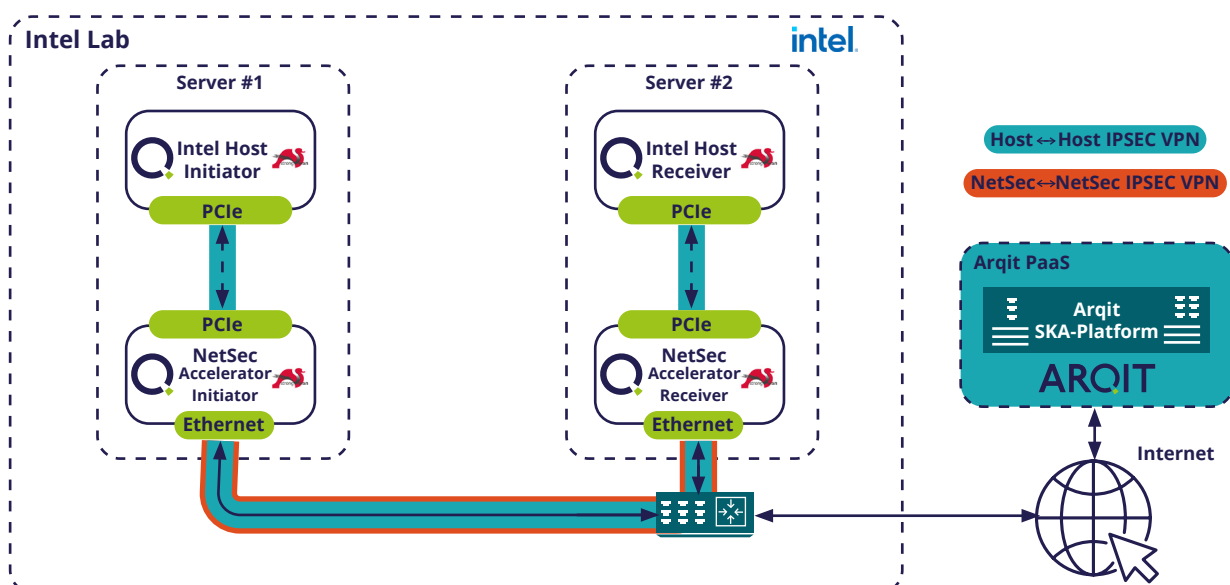 Intel Lab
intel.
Server #1
Intel Host
Initiator
PCIe
PCIe
NetSec
Accelerator
Initiator
Ethernet
Server #2
Intel Host
Receiver
PCIe
PCIe
NetSec
Accelerator
Receiver
Ethernet
Host↔Host IPSEC VPN
NetSec↔NetSec IPSEC VPN
Arqit PaaS
Arqit
SKA-Platform
ARQIT
Internet